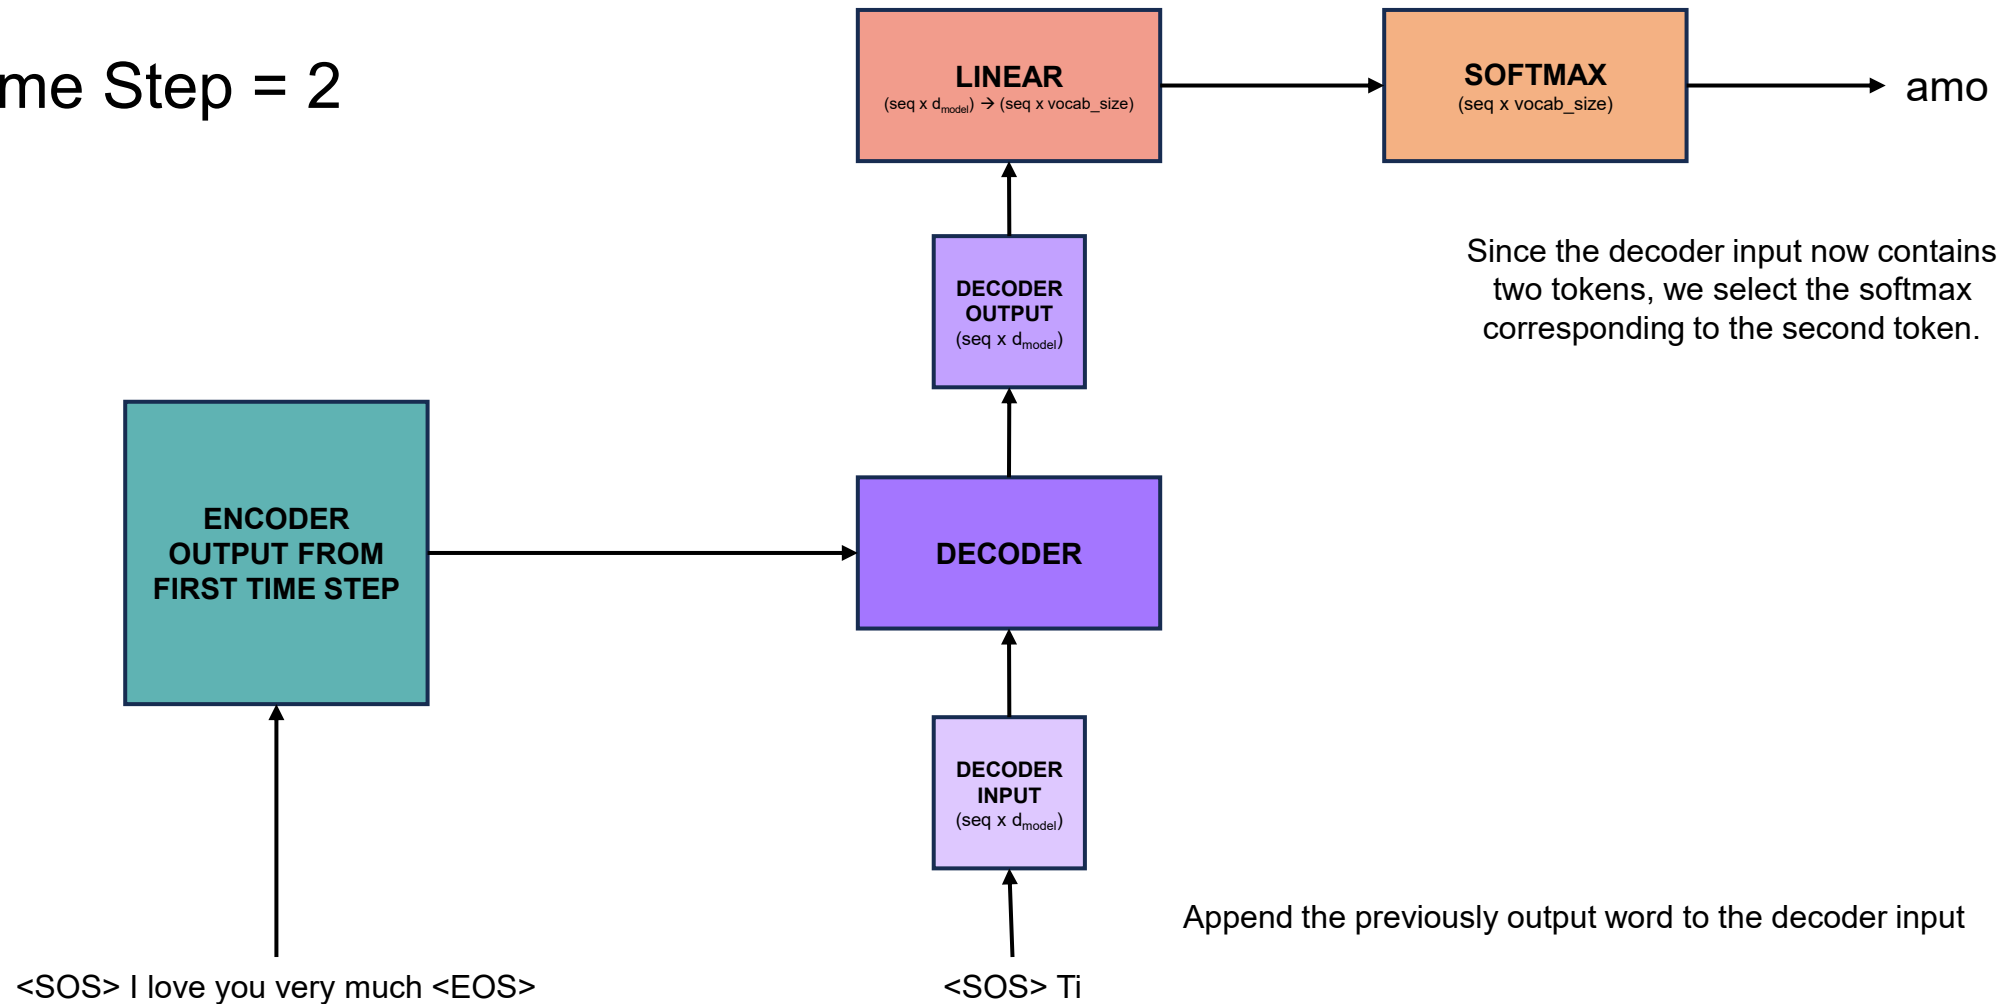 me Step = 2
LINEAR
(seq x d_model) → (seq x vocab_size)
SOFTMAX
(seq x vocab_size)
amo
Since the decoder input now contains
two tokens, we select the softmax
corresponding to the second token.
DECODER
OUTPUT
(seq x d_model)
ENCODER
OUTPUT FROM
FIRST TIME STEP
DECODER
DECODER
INPUT
(seq x d_model)
Append the previously output word to the decoder input
<SOS> I love you very much <EOS>
<SOS> Ti